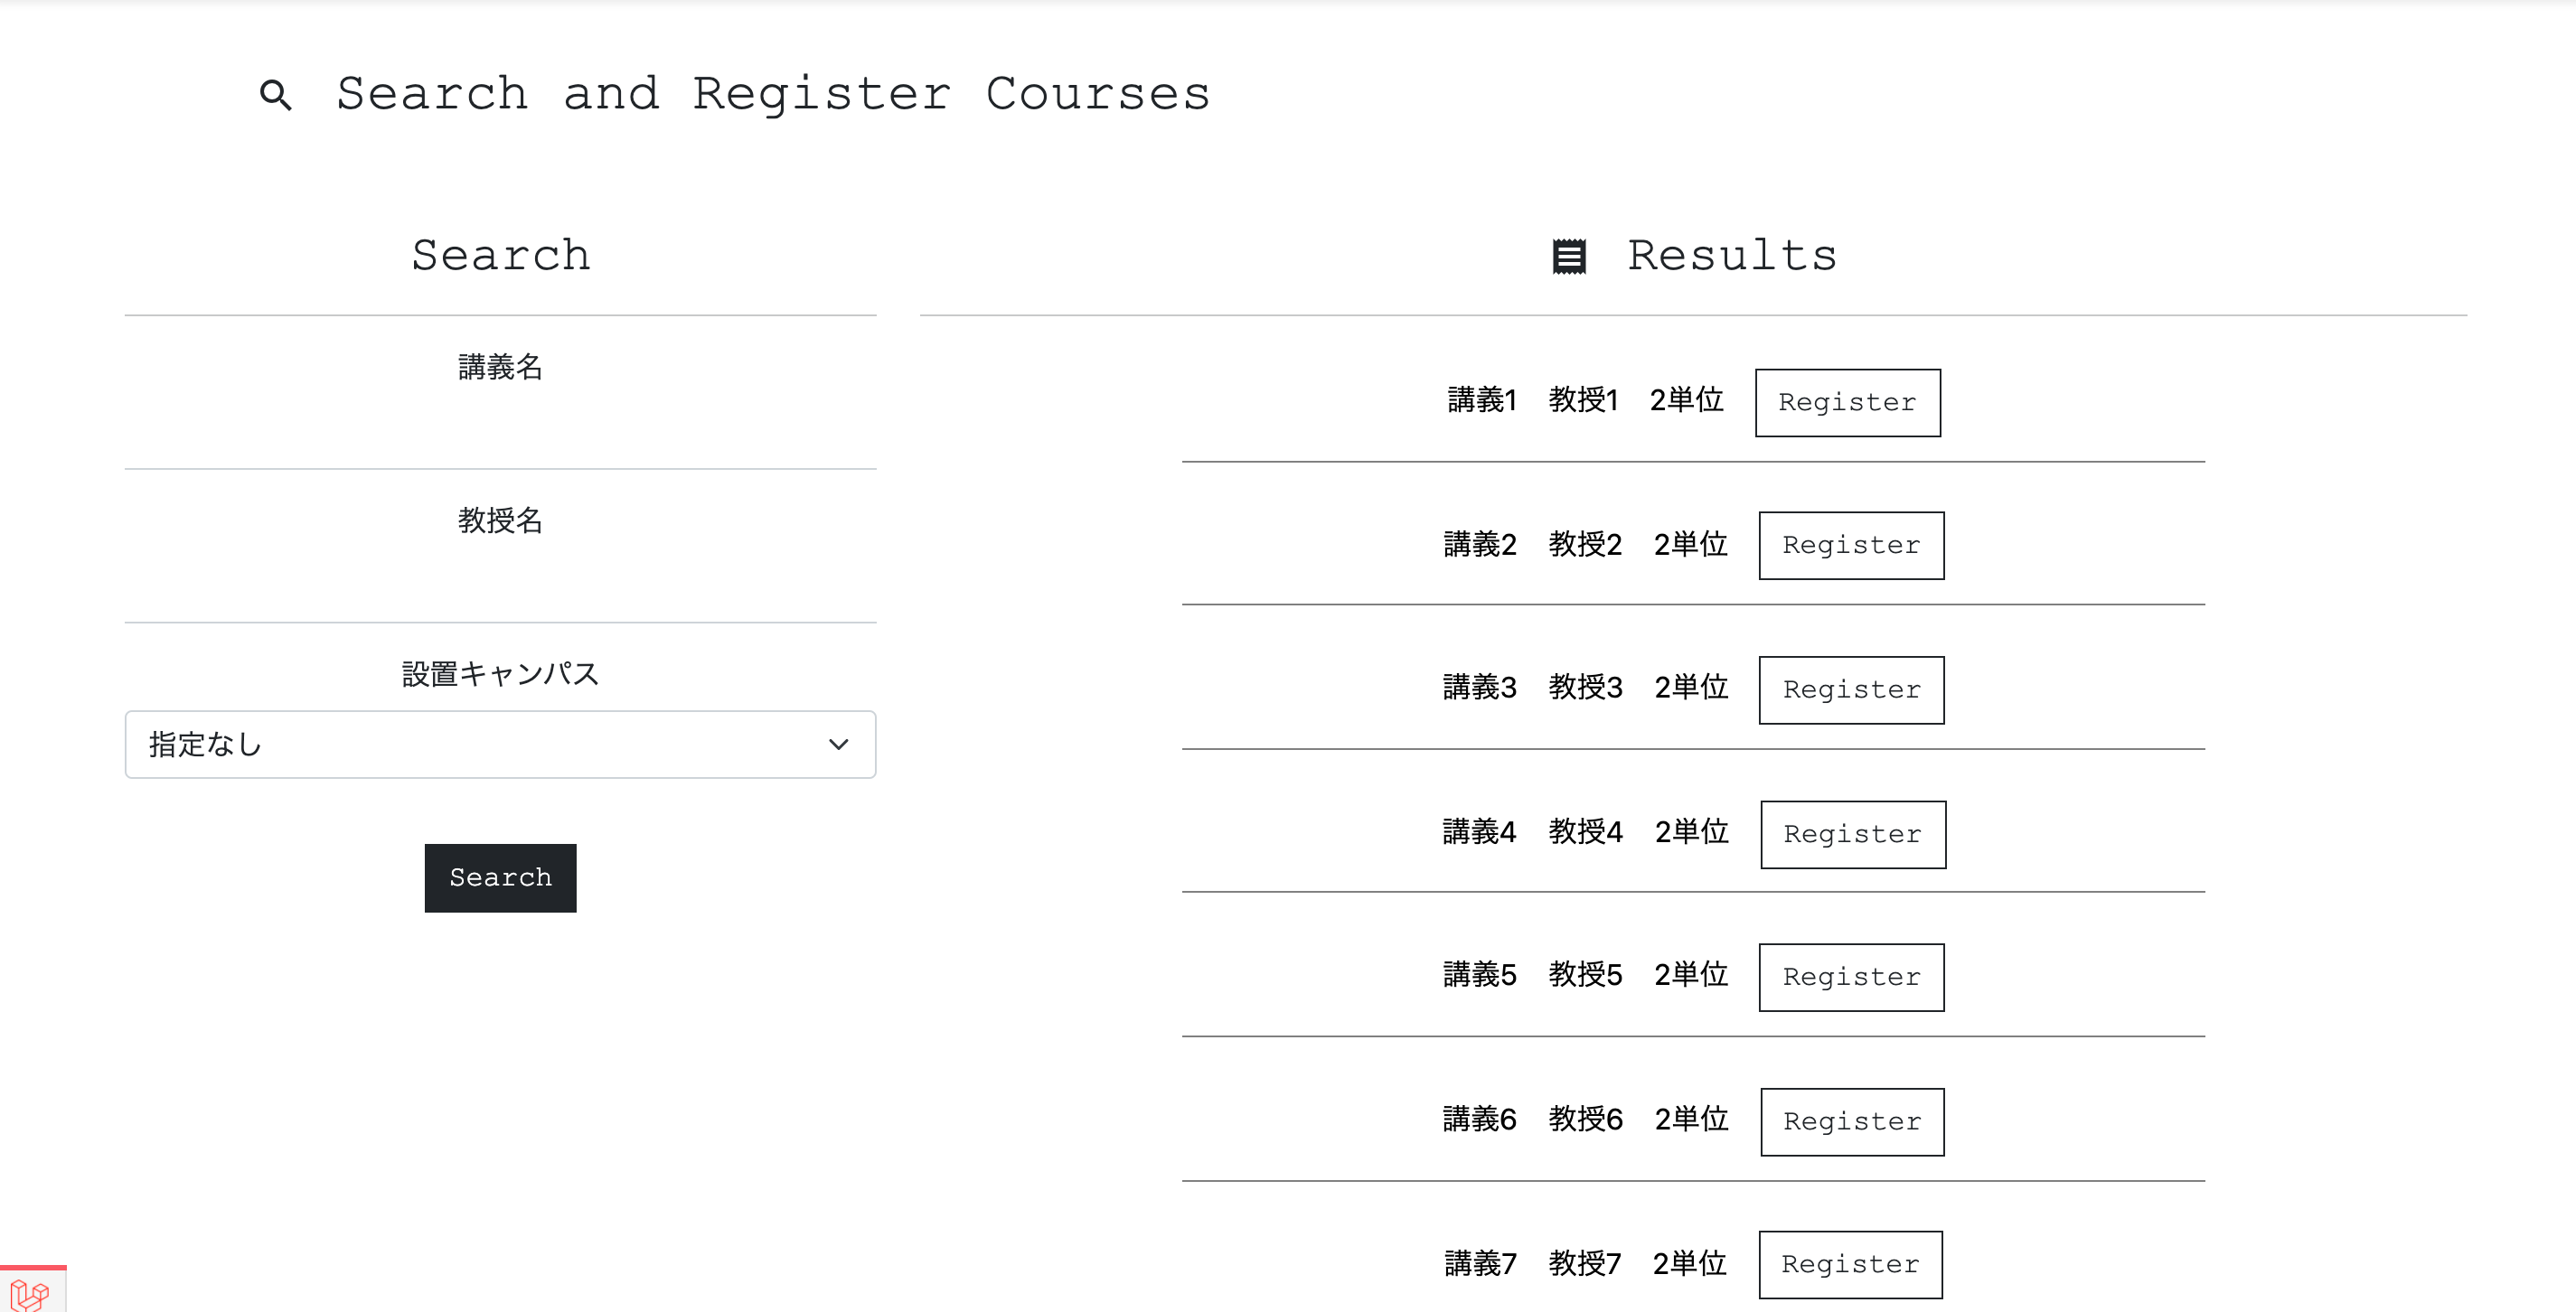 Search and Register Courses
Search
講義名
教授名
設置キャンパス
指定なし
Search
Results
講義1 教授1 2単位 Register
講義2 教授2 2単位 Register
講義3 教授3 2単位 Register
講義4 教授4 2単位 Register
講義5 教授5 2単位 Register
講義6 教授6 2単位 Register
講義7 教授7 2単位 Register